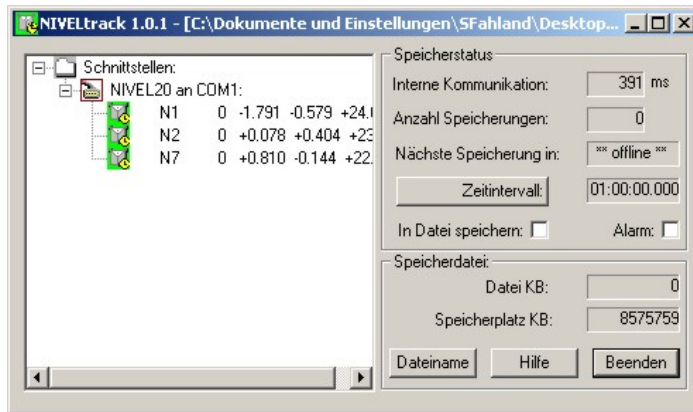 NIVELtrack 1.0.1 - [C:\Dokumente und Einstellungen\SFahland\Desktop...
Schnittstellen:
NIVEL20 an COM1:
N1 0 -1.791 -0.579 +24.
N2 0 +0.078 +0.404 +23
N7 0 +0.810 -0.144 +22.
Speicherstatus
Interne Kommunikation: 391 ms
Anzahl Speicherungen: 0
Nächste Speicherung in: ** offline **
Zeitintervall: 01:00:00.000
In Datei speichern: Alarm:
Speicherdatei:
Datei KB: 0
Speicherplatz KB: 8575759
Dateiname Hilfe Beenden